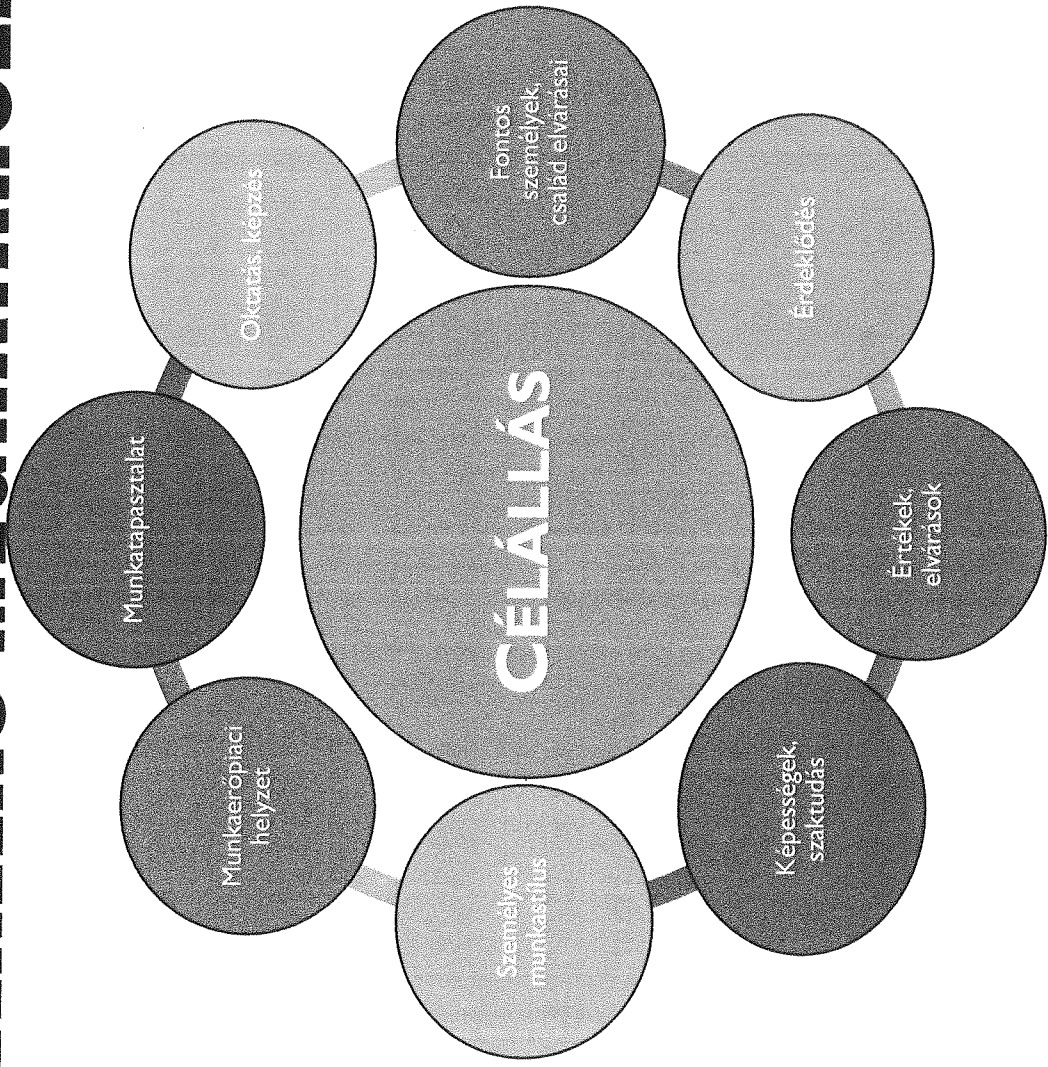 Munkatapasztalat
Munkaerőpiaci
helyzet
Oktatás, képzés
Személyes
munkastílus
CÉLÁLLÁS
Fontos
személyek,
család elvárásai
Képességek,
szaktudás
Érdeklődés
Értékek,
elvárások